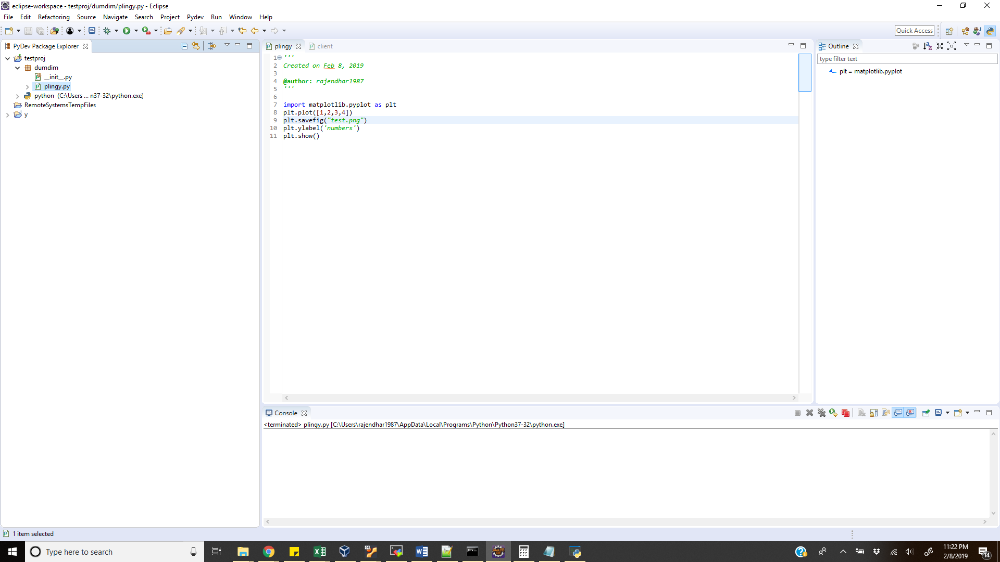 eclipse-workspace - testproj/dumdim/plingy.py - Eclipse
File Edit Refactoring Source Navigate Search Project Pydev Run Window Help
Quick Access
PyDev Package Explorer
testproj
dumdim
__init__.py
plingy.py
python (C:\Users ... n37-32\python.exe)
RemoteSystemsTempFiles
y
plingy client
1 '''
2 Created on Feb 8, 2019
3
4 @author: rajendhar1987
5 '''
6
7 import matplotlib.pyplot as plt
8 plt.plot([1,2,3,4])
9 plt.savefig("test.png")
10 plt.ylabel('numbers')
11 plt.show()
Outline
type filter text
plt = matplotlib.pyplot
Console
<terminated> plingy.py [C:\Users\rajendhar1987\AppData\Local\Programs\Python\Python37-32\python.exe]
1 item selected
Type here to search
11:22 PM
2/8/2019
14